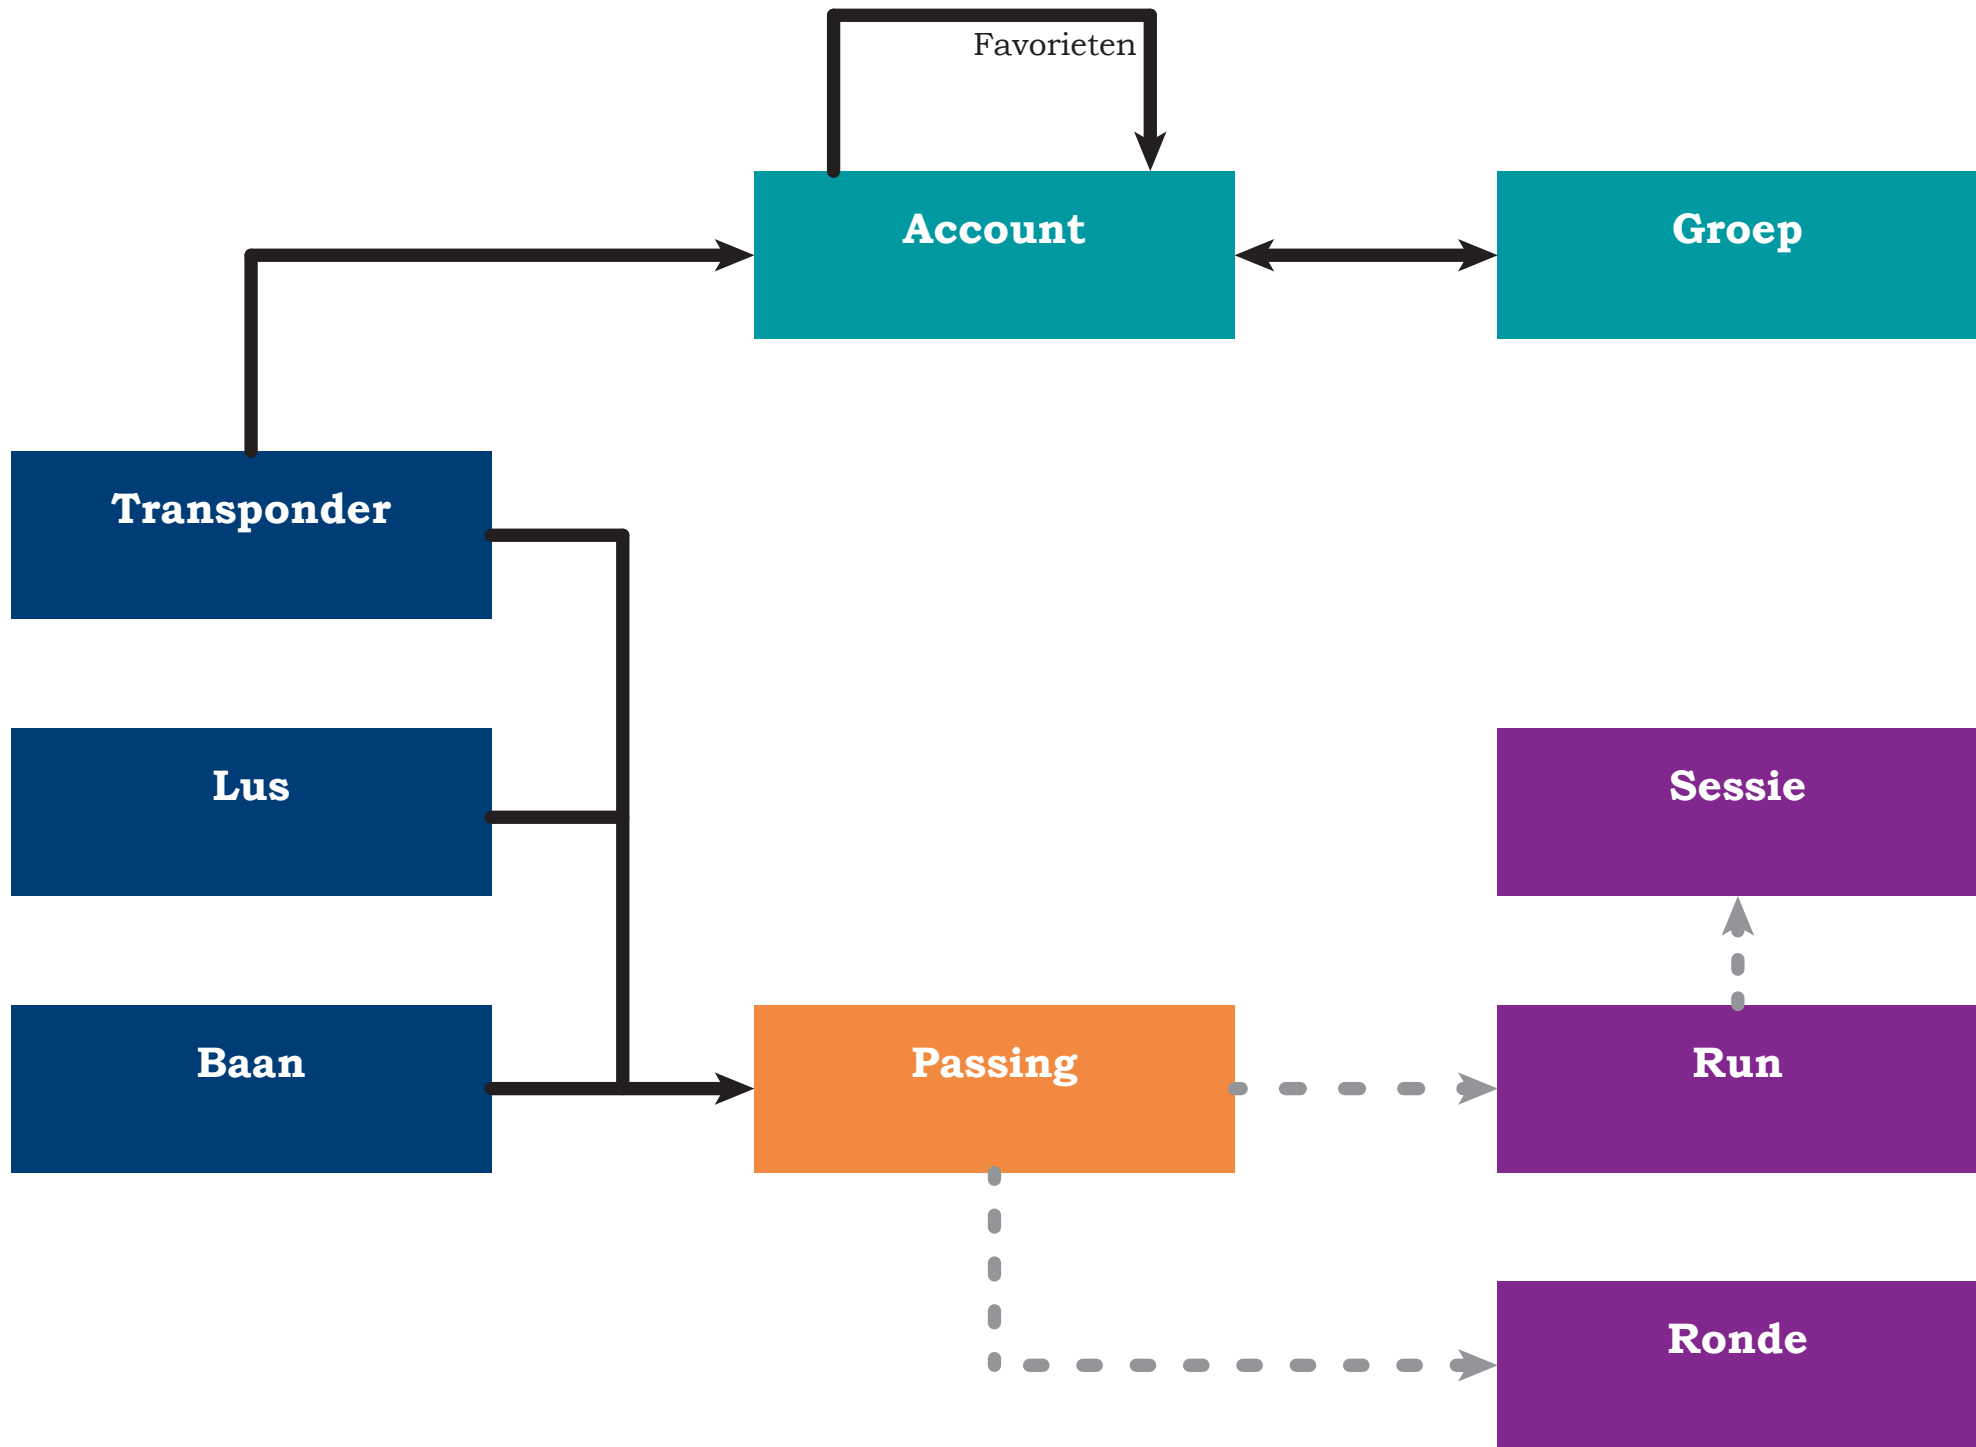 Favorieten
Account
Groep
Transponder
Lus
Sessie
Baan
Passing
Run
Ronde